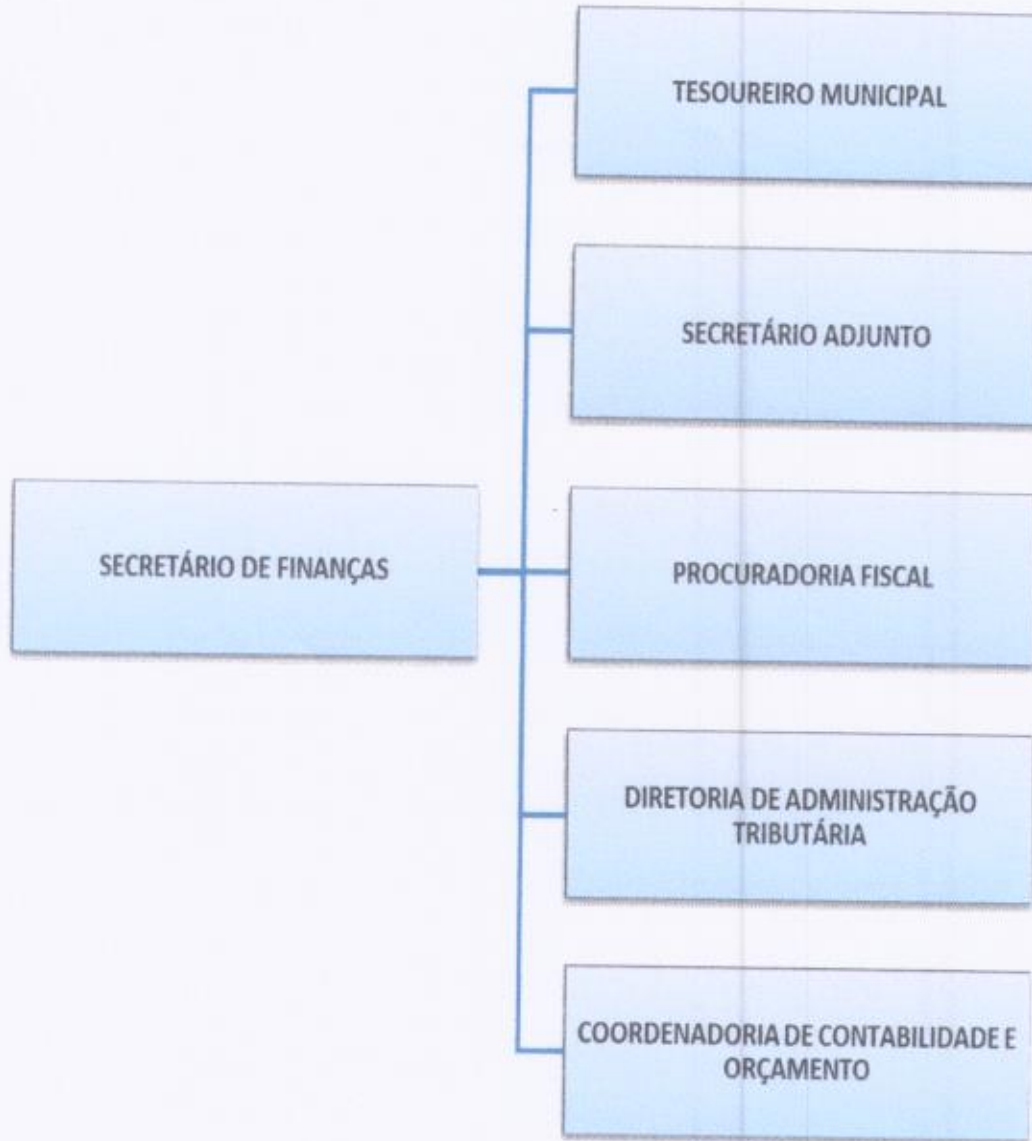 TESOUREIRO MUNICIPAL
SECRETÁRIO ADJUNTO
SECRETÁRIO DE FINANÇAS
PROCURADORIA FISCAL
DIRETORIA DE ADMINISTRAÇÃO
TRIBUTÁRIA
COORDENADORIA DE CONTABILIDADE E
ORÇAMENTO